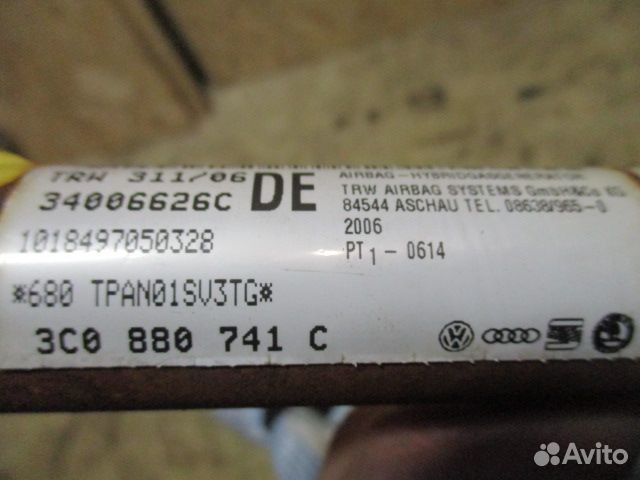 TRW 311/06
34006626C
DE
AIRBAG-HYBRIDGASGENERATOR
TRW AIRBAG SYSTEMS GmbH&Co KG
84544 ASCHAU TEL. 08638/965-0
2006
PT1 - 0614
1018497050328
*680 TPAN01SV3TG*
3C0 880 741 C
Avito